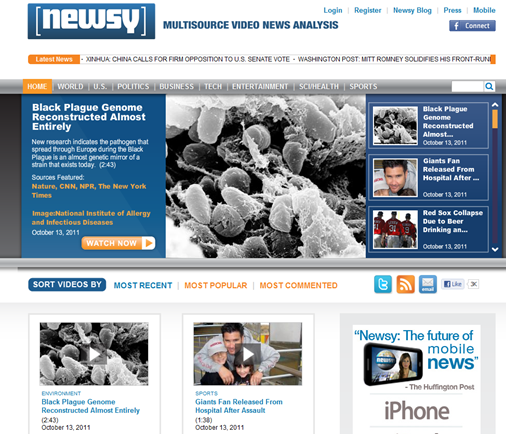 [newsy]
MULTISOURCE VIDEO NEWS ANALYSIS
Login | Register | Newsy Blog | Press | Mobile
f Connect
Latest News - XINHUA: CHINA CALLS FOR FIRM OPPOSITION TO U.S. SENATE VOTE - WASHINGTON POST: MITT ROMNEY SOLIDIFIES HIS FRONT-RUN
HOME | WORLD | U.S. | POLITICS | BUSINESS | TECH | ENTERTAINMENT | SCI/HEALTH | SPORTS
Black Plague Genome
Reconstructed Almost
Entirely
New research indicates the pathogen that
spread through Europe during the Black
Plague is an almost genetic mirror of a
strain that exists today. (2:43)
Sources Featured:
Nature, CNN, NPR, The New York
Times
Image:National Institute of Allergy
and Infectious Diseases
October 13, 2011
WATCH NOW
Black Plague
Genome
Reconstructed
Almost...
October 13, 2011
Giants Fan
Released From
Hospital After ...
October 13, 2011
Red Sox Collapse
Due to Beer
Drinking an...
October 13, 2011
SORT VIDEOS BY MOST RECENT | MOST POPULAR | MOST COMMENTED
email
f Like 3K
ENVIRONMENT
Black Plague Genome
Reconstructed Almost Entirely
(2:43)
October 13, 2011
SPORTS
Giants Fan Released From
Hospital After Assault
(1:38)
October 13, 2011
“Newsy: The future of
mobile
news”
- The Huffington Post
iPhone